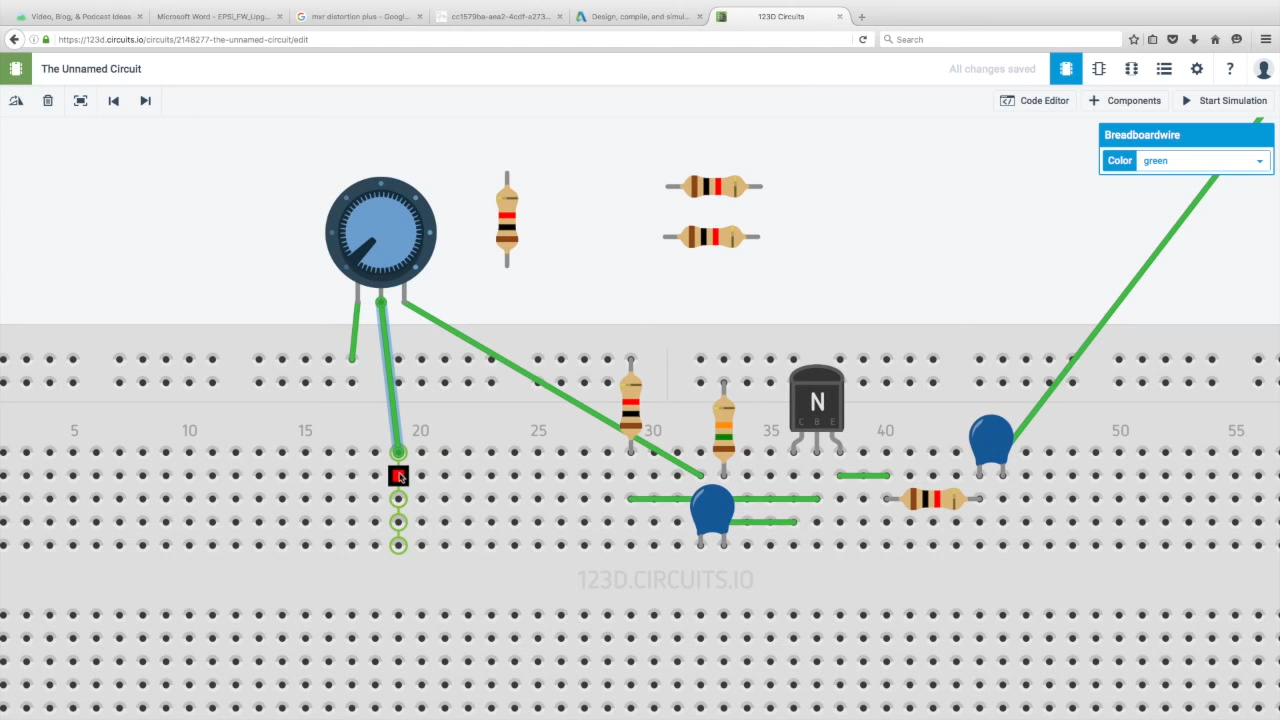 Video, Blog, & Podcast Ideas
Microsoft Word - EPSI_FW_Upg...
mxr distortion plus - Googl...
cc1579ba-aea2-4cdf-a273...
Design, compile, and simul...
123D Circuits
https://123d.circuits.io/circuits/2148277-the-unnamed-circuit/edit
Search
The Unnamed Circuit
All changes saved
?
Code Editor
Components
Start Simulation
Breadboardwire
Color green
N
C B E
5 10 15 20 25 30 35 40 50 55
123D.CIRCUITS.IO